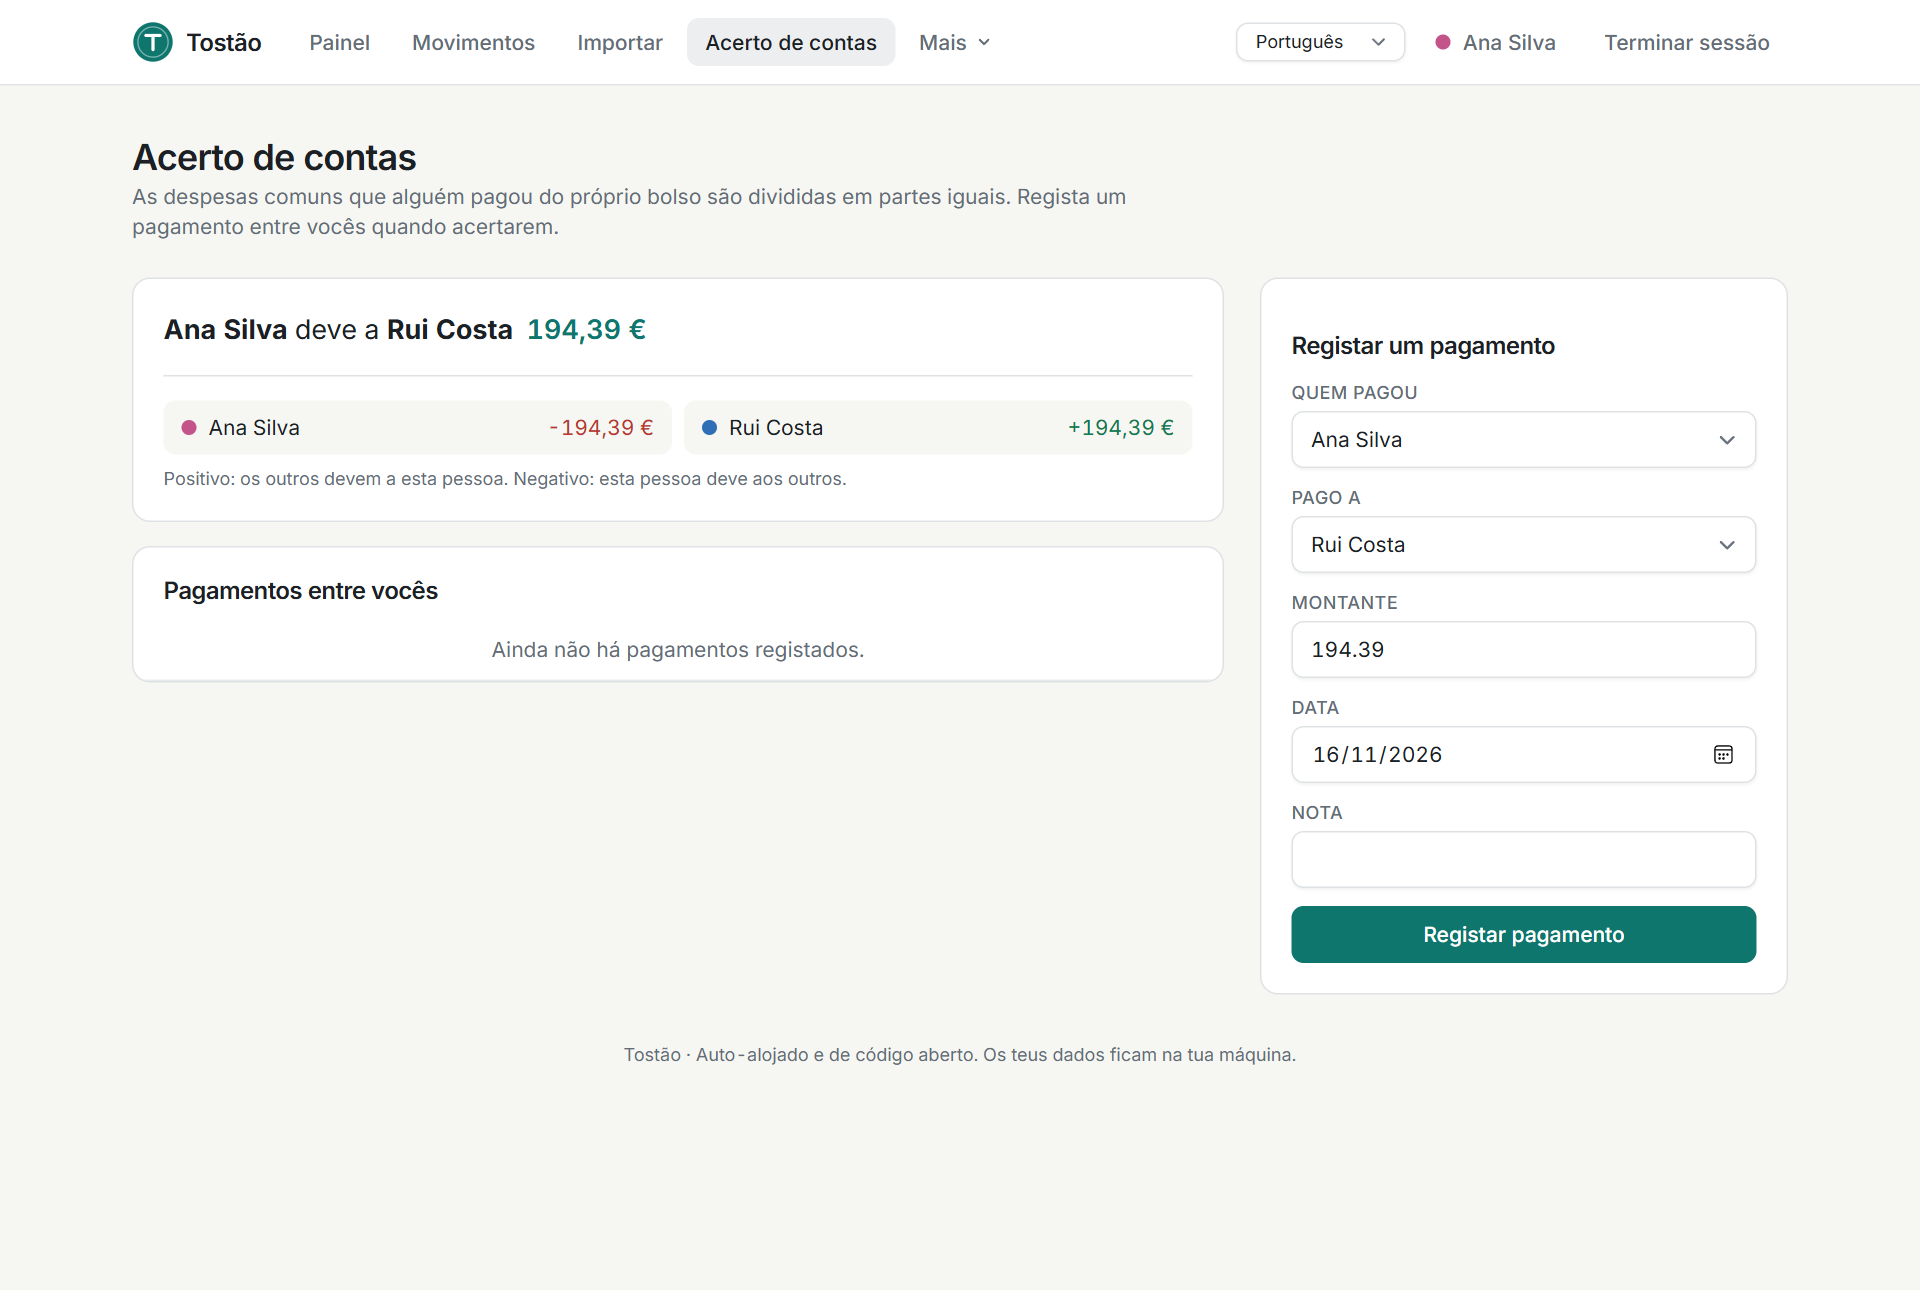 Tostão
Painel
Movimentos
Importar
Acerto de contas
Mais
Português
Ana Silva
Terminar sessão
Acerto de contas
As despesas comuns que alguém pagou do próprio bolso são divididas em partes iguais. Regista um
pagamento entre vocês quando acertarem.
Ana Silva deve a Rui Costa 194,39 €
Ana Silva
-194,39 €
Rui Costa
+194,39 €
Positivo: os outros devem a esta pessoa. Negativo: esta pessoa deve aos outros.
Pagamentos entre vocês
Ainda não há pagamentos registados.
Registar um pagamento
QUEM PAGOU
Ana Silva
PAGO A
Rui Costa
MONTANTE
194.39
DATA
16/11/2026
NOTA
Registar pagamento
Tostão · Auto-alojado e de código aberto. Os teus dados ficam na tua máquina.